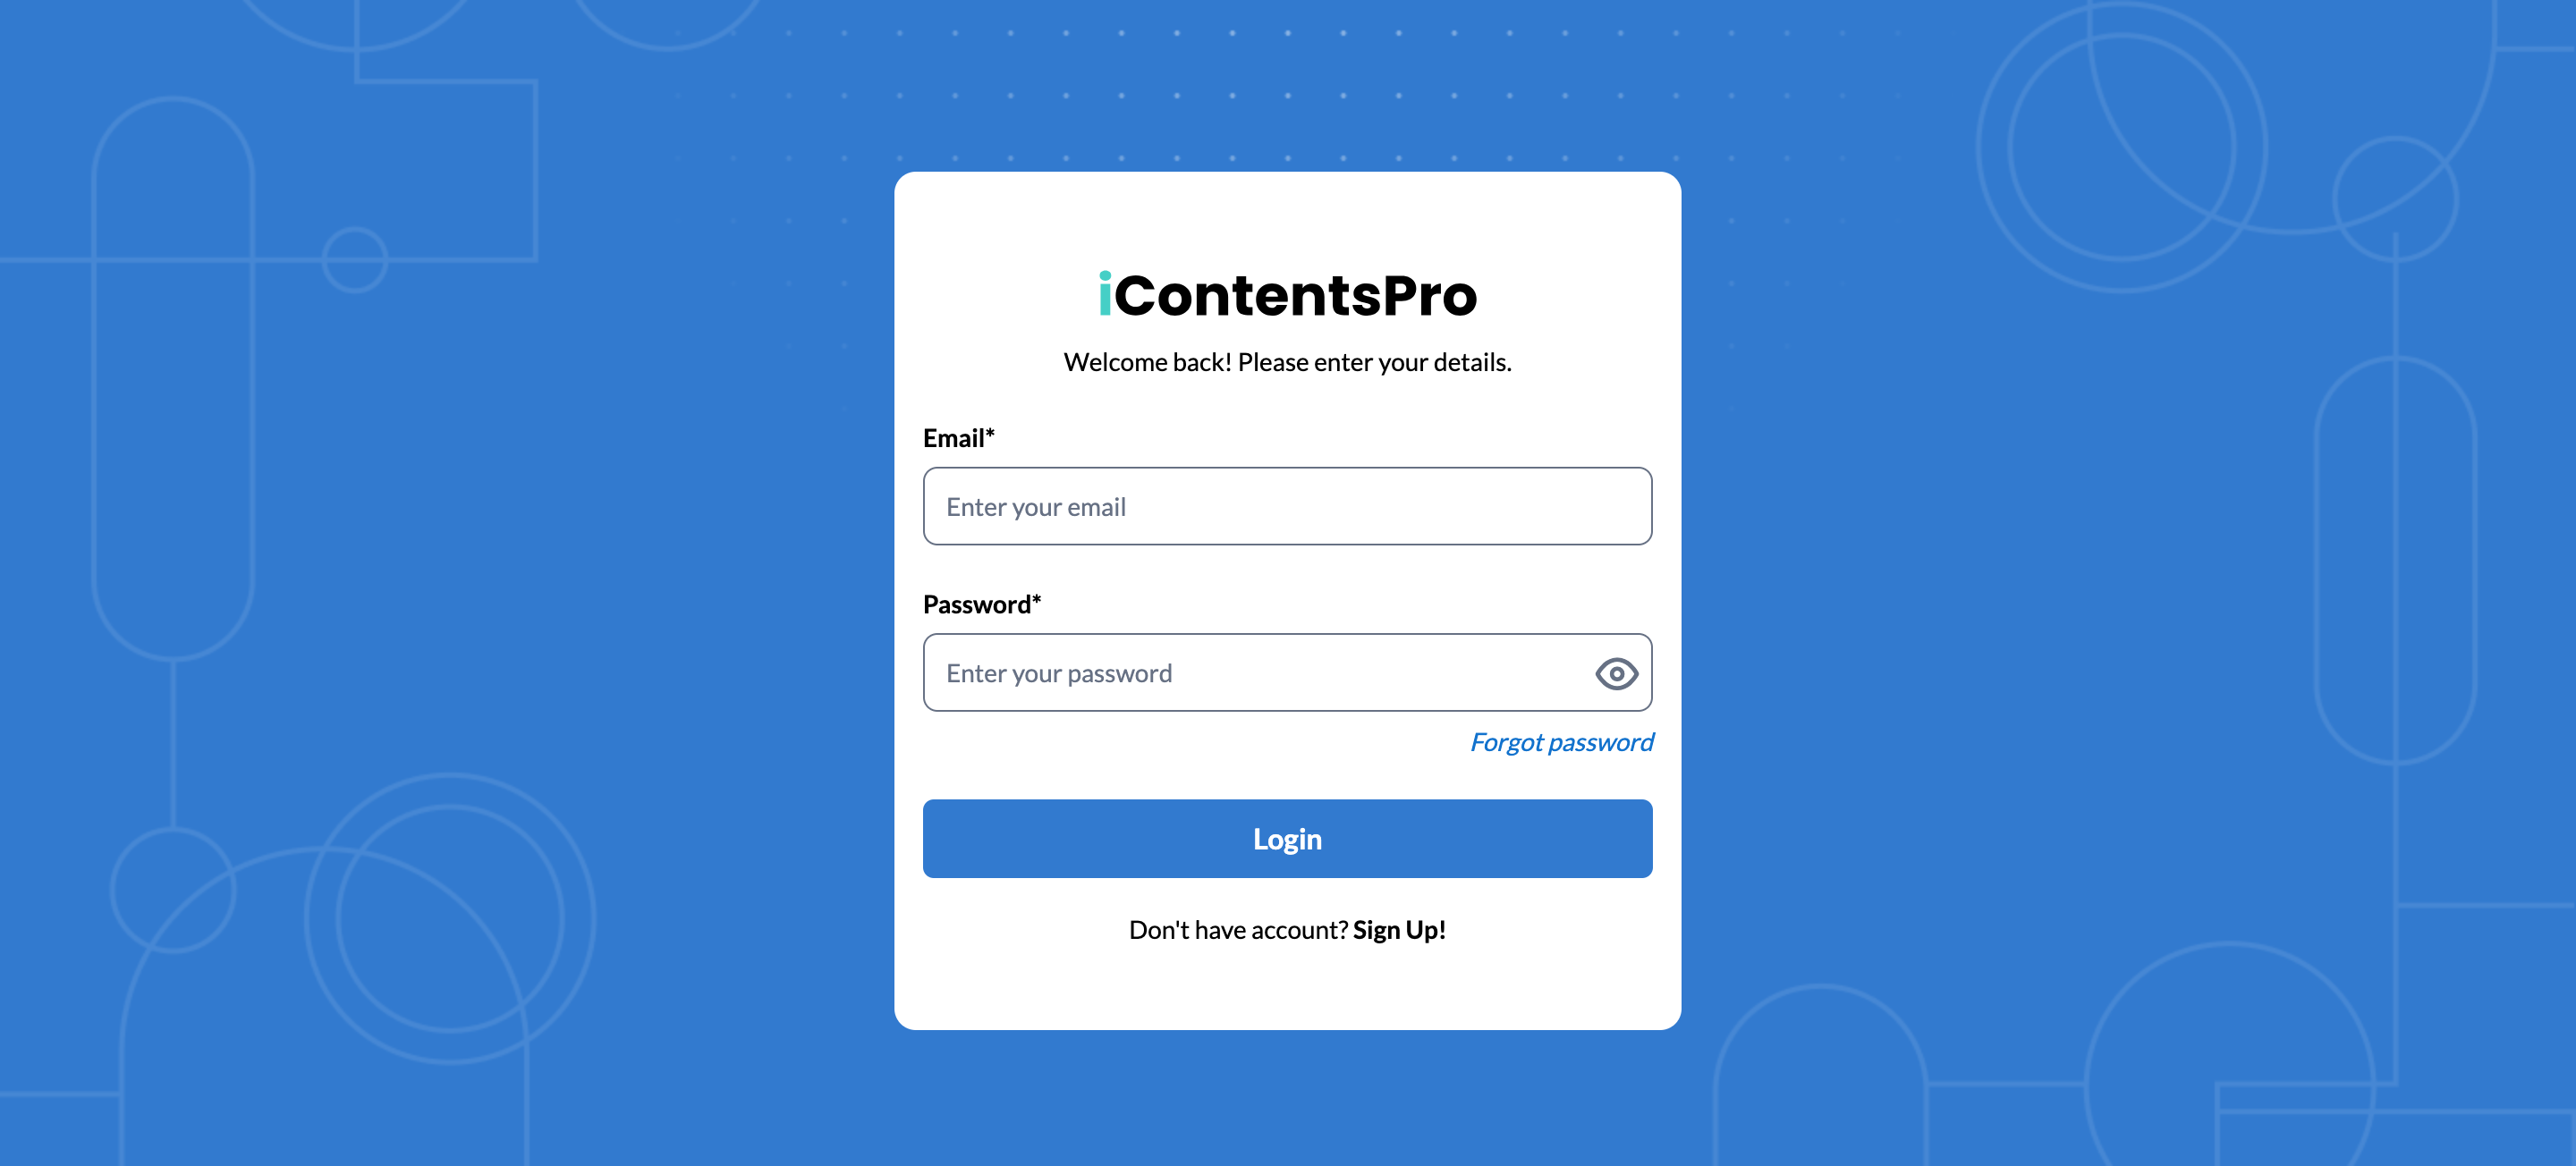 iContentsPro
Welcome back! Please enter your details.
Email*
Enter your email
Password*
Enter your password
Forgot password
Login
Don't have account? Sign Up!